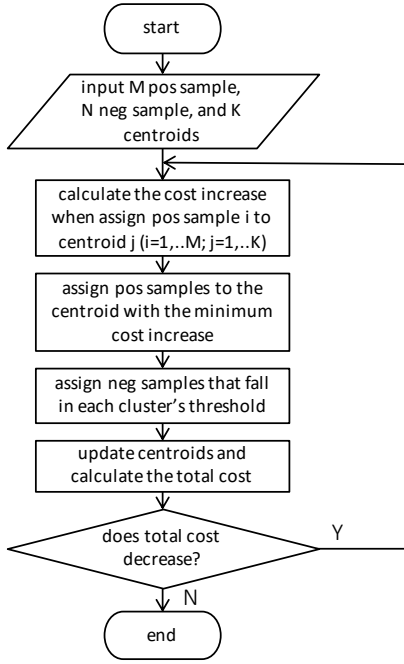 start
input M pos sample,
N neg sample, and K
centroids
calculate the cost increase
when assign pos sample i to
centroid j (i=1,..M; j=1,..K)
assign pos samples to the
centroid with the minimum
cost increase
assign neg samples that fall
in each cluster’s threshold
update centroids and
calculate the total cost
does total cost
decrease?
Y
N
end